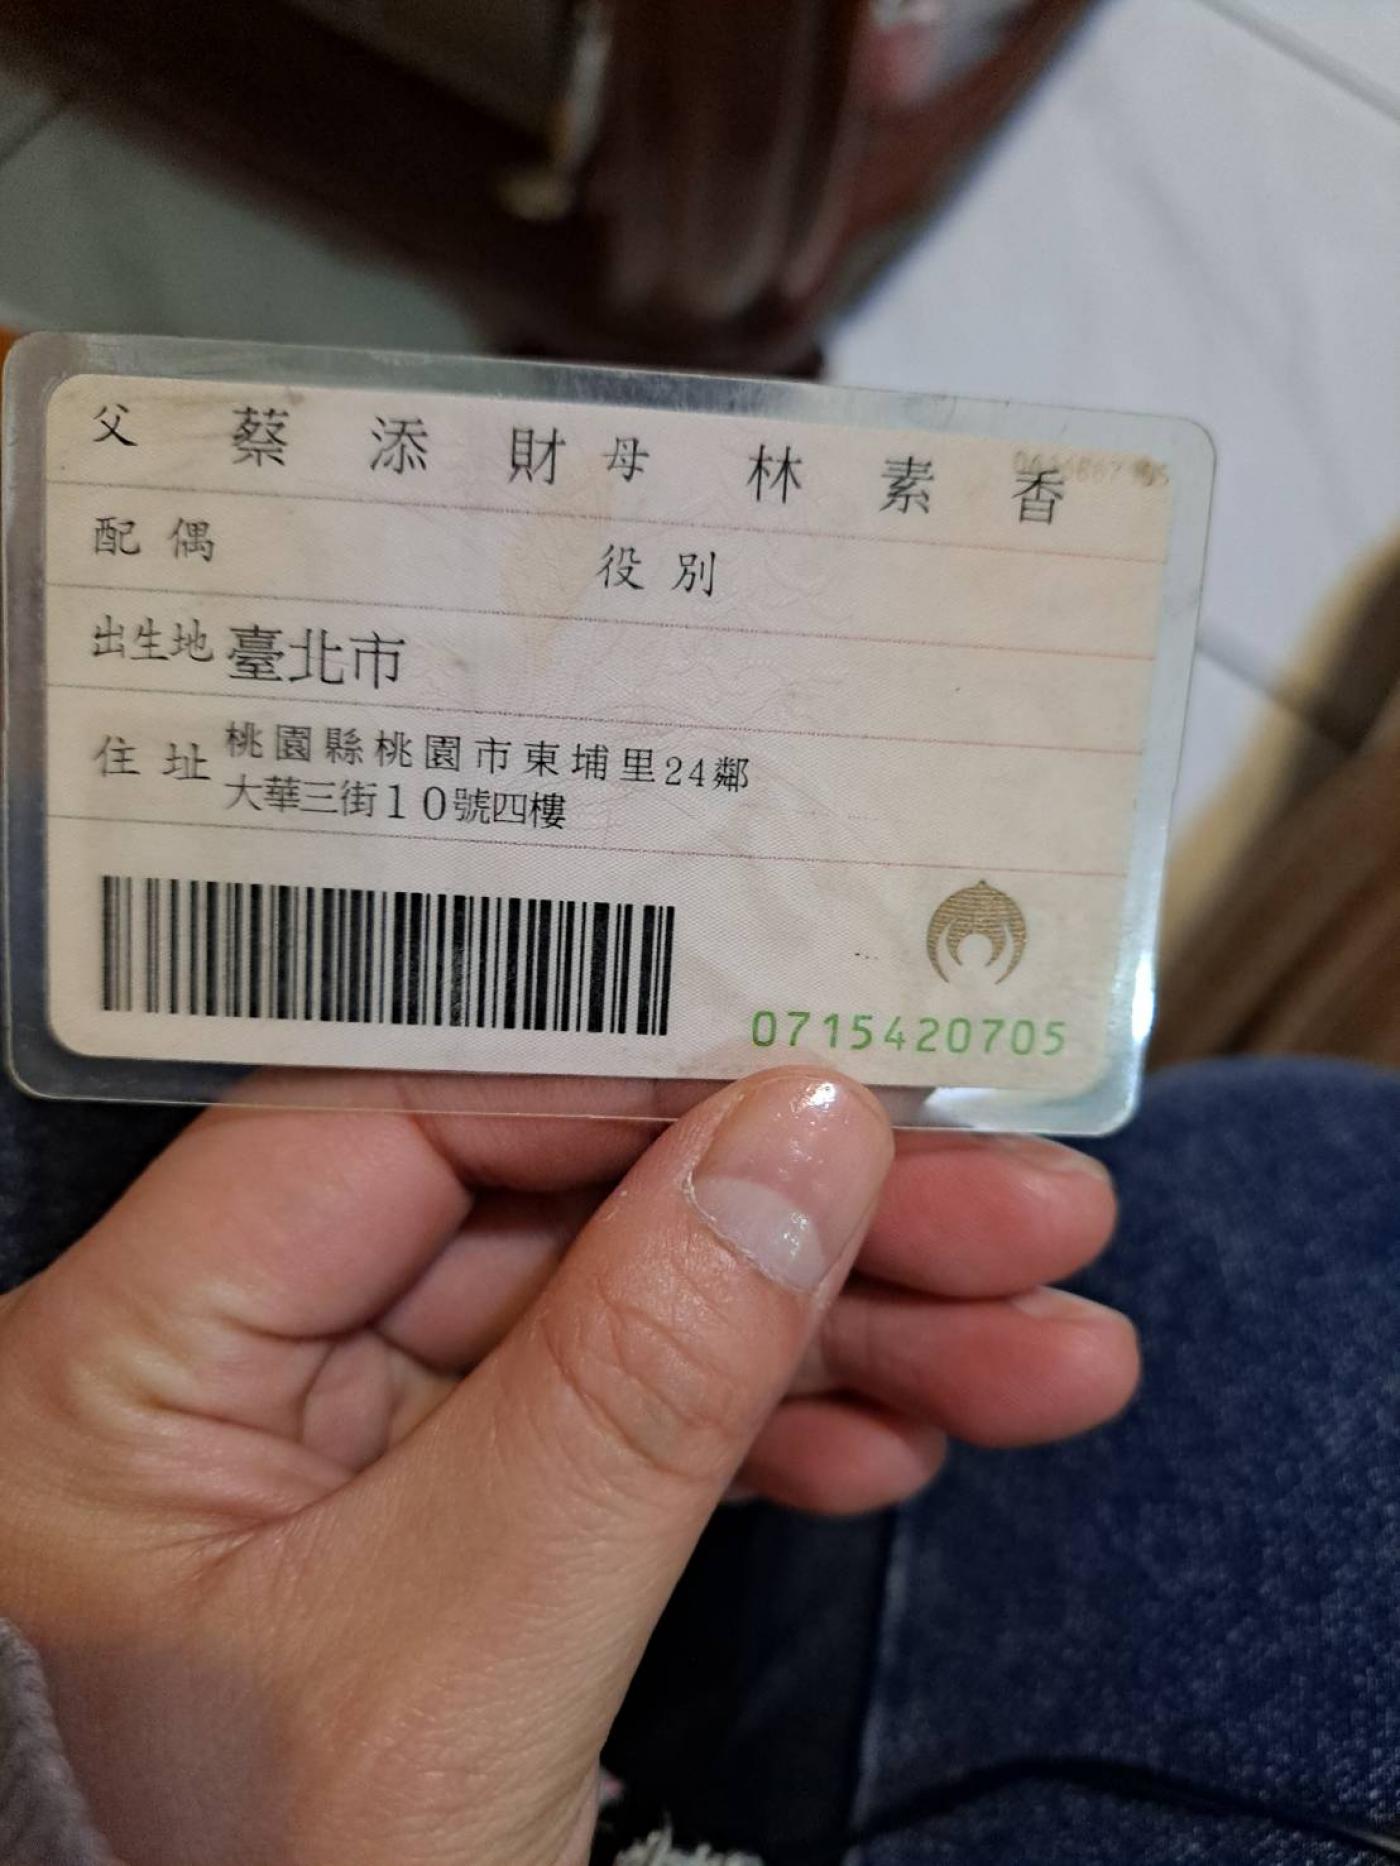 父 蔡添財 母 林素香
配偶 役別
出生地 臺北市
住址 桃園縣桃園市東埔里24鄰
大華三街10號四樓
0715420705